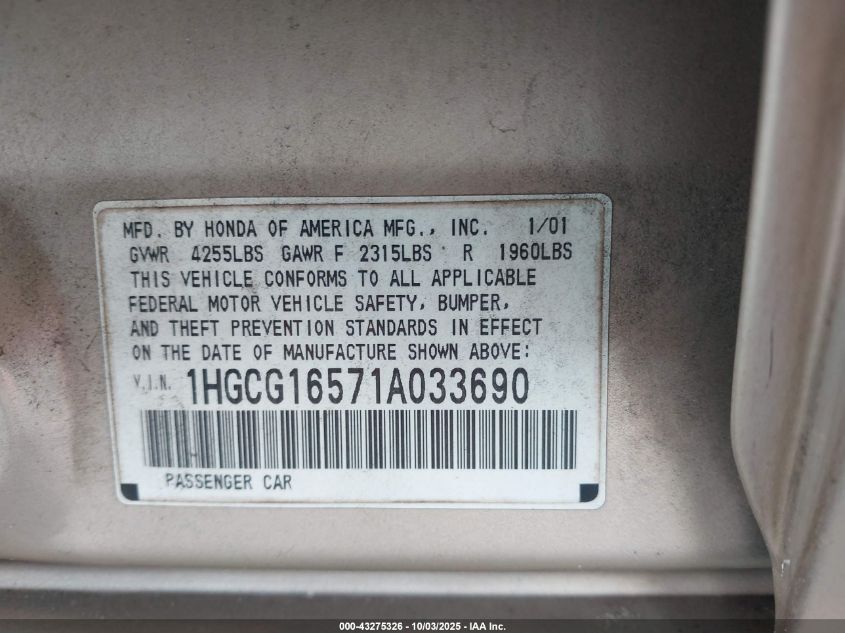 MFD. BY HONDA OF AMERICA MFG., INC. 1/01
GVWR 4255LBS GAWR F 2315LBS R 1960LBS
THIS VEHICLE CONFORMS TO ALL APPLICABLE
FEDERAL MOTOR VEHICLE SAFETY, BUMPER,
AND THEFT PREVENTION STANDARDS IN EFFECT
ON THE DATE OF MANUFACTURE SHOWN ABOVE:
V.I.N. 1HGCG16571A033690
PASSENGER CAR
000-43275326 - 10/03/2025 - IAA Inc.